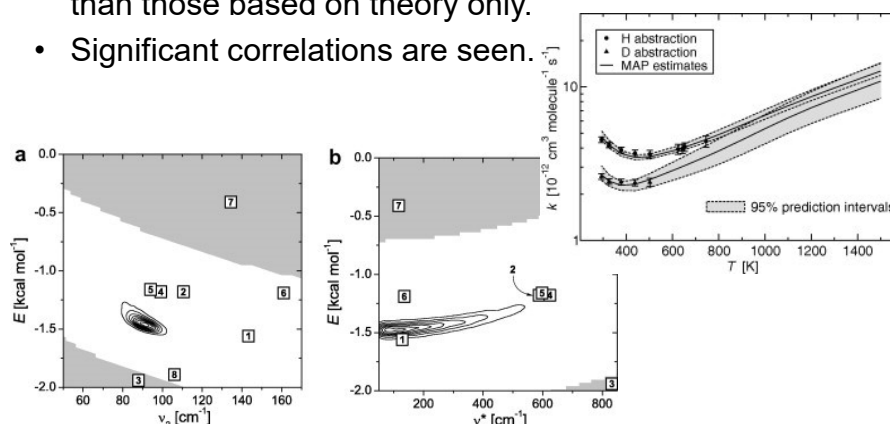 than those based on theory only.
• Significant correlations are seen.
H abstraction
D abstraction
MAP estimates
10
1
k [10⁻¹² cm³ molecule⁻¹ s⁻¹]
95% prediction intervals
400 600 800 1000 1200 1400
T [K]
a
0.0
-0.5
-1.0
-1.5
-2.0
E [kcal mol⁻¹]
7
5 4 2 6
1
3 8
60 80 100 120 140 160
[cm⁻¹]
b
0.0
-0.5
-1.0
-1.5
-2.0
E [kcal mol⁻¹]
7
2
6 5 4
1
3
200 400 600 800
ν* [cm⁻¹]